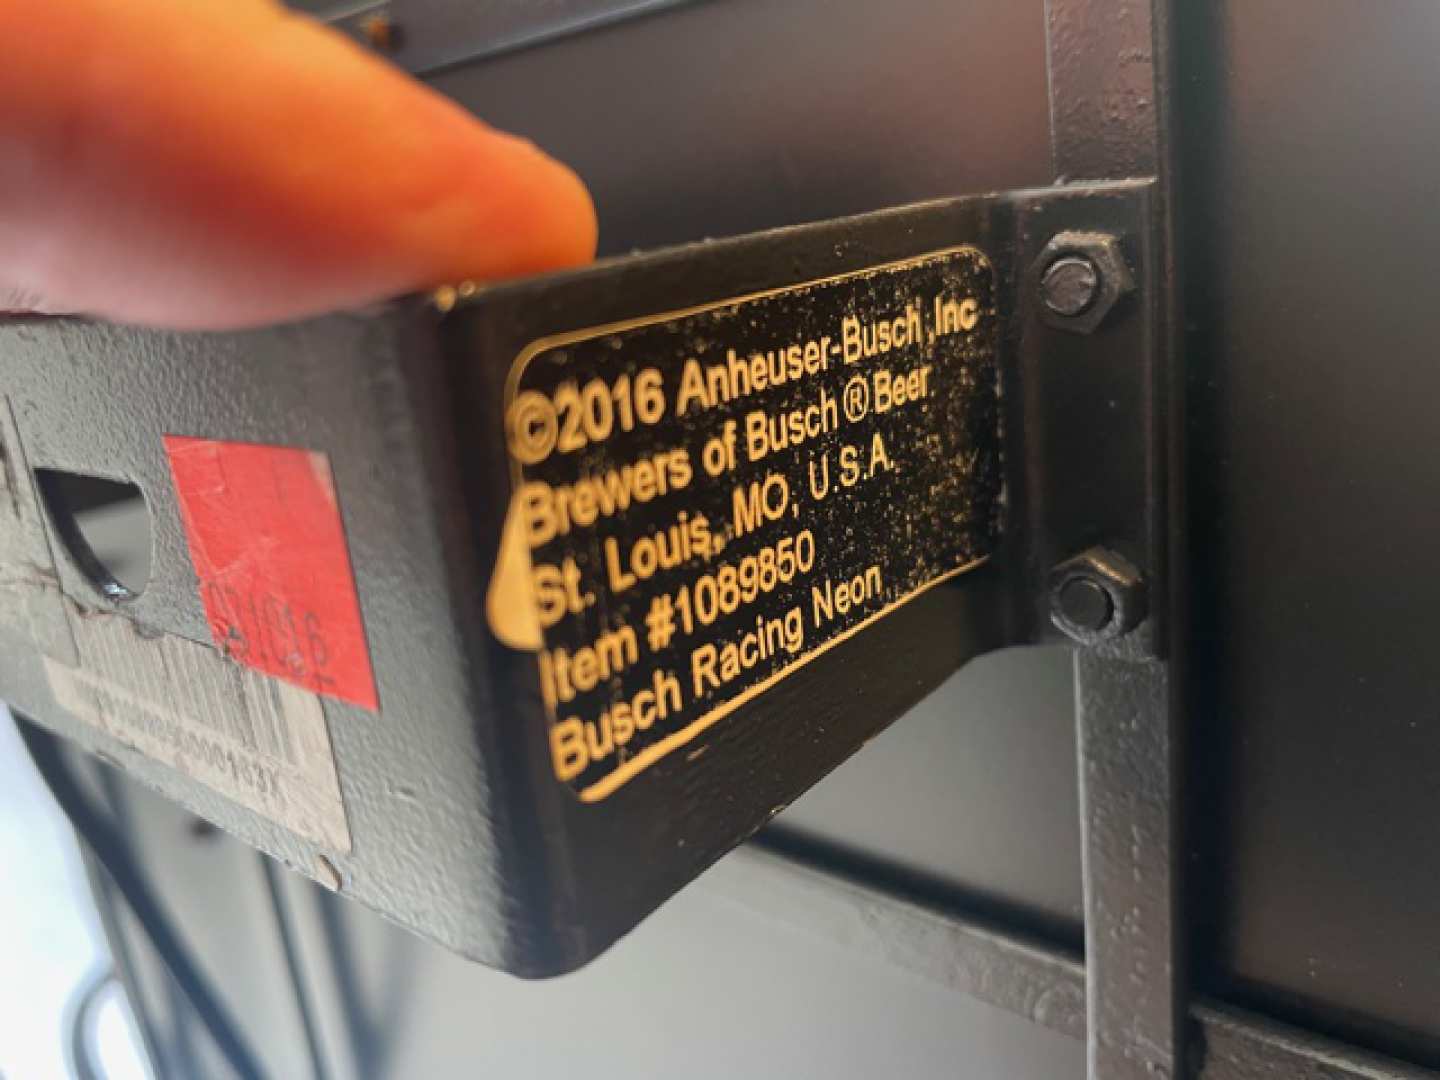 ©2016 Anheuser-Busch, Inc
Brewers of Busch®Beer
St. Louis, MO, U.S.A.
Item #1089850
Busch Racing Neon